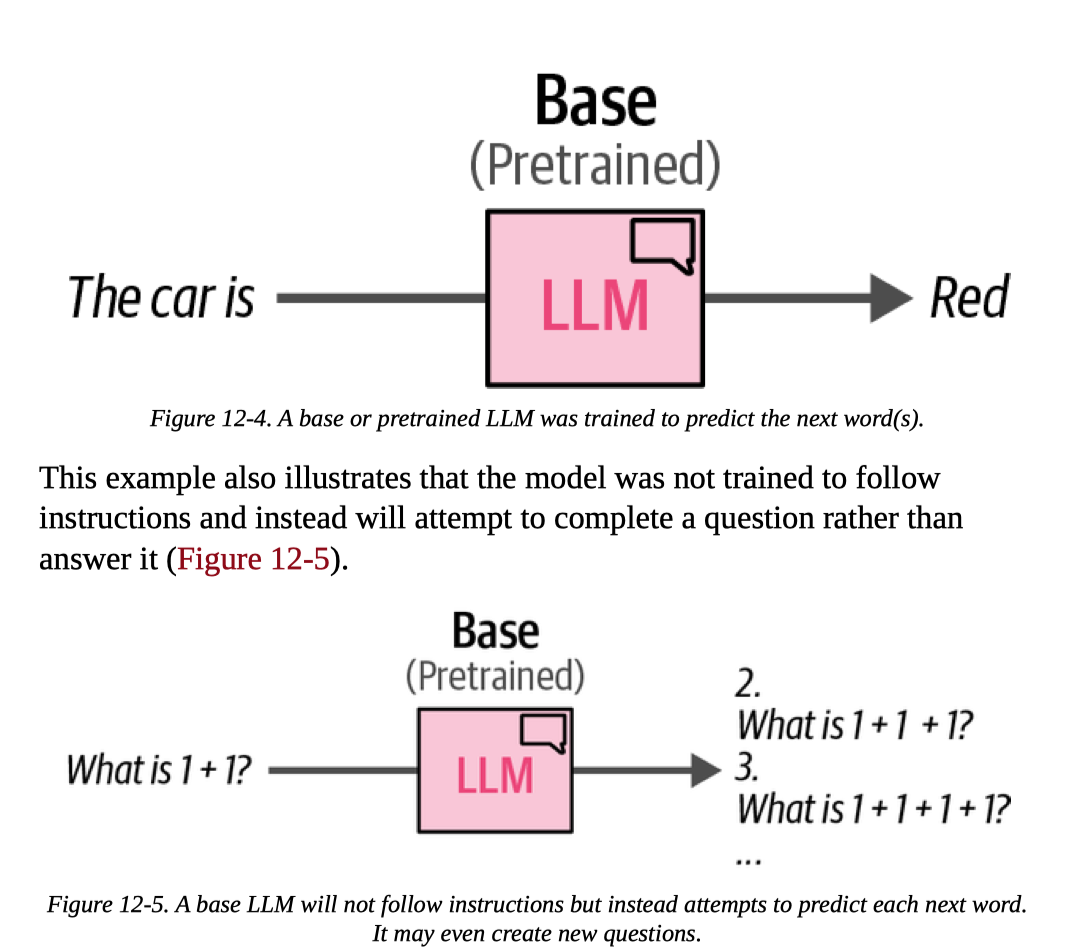 Base
(Pretrained)
The car is
LLM
Red
Figure 12-4. A base or pretrained LLM was trained to predict the next word(s).
This example also illustrates that the model was not trained to follow
instructions and instead will attempt to complete a question rather than
answer it (Figure 12-5).
Base
(Pretrained)
What is 1 + 1?
LLM
2.
What is 1 + 1 + 1?
3.
What is 1 + 1 + 1 + 1?
...
Figure 12-5. A base LLM will not follow instructions but instead attempts to predict each next word.
It may even create new questions.